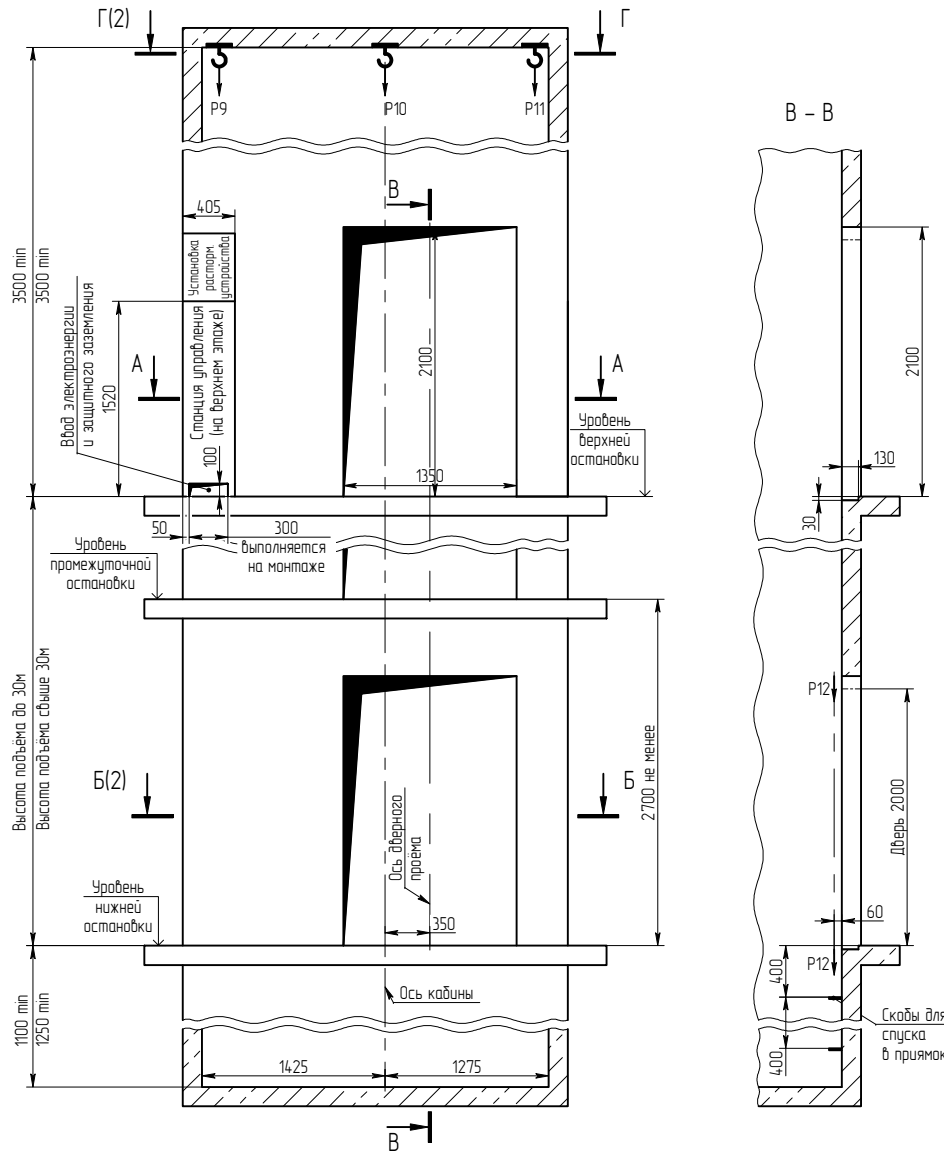 Г(2)
Г
P9
P10
P11
В – В
В
405
3500 min
3500 min
Установка
расторм.
устройства
Ввод электроэнергии
и защитного заземления
1520
Станция управления
(на верхнем этаже)
100
2100
2100
А
А
Уровень
верхней
остановки
1350
130
30
50
300
выполняется
на монтаже
Уровень
промежуточной
остановки
Высота подъёма до 30м
Высота подъёма свыше 30м
P12
Б(2)
Б
2700 не менее
Дверь 2000
Ось дверного
проёма
Уровень
нижней
остановки
350
60
P12
400
1100 min
1250 min
Ось кабины
Скобы для
спуска
в приямок
400
1425
1275
В